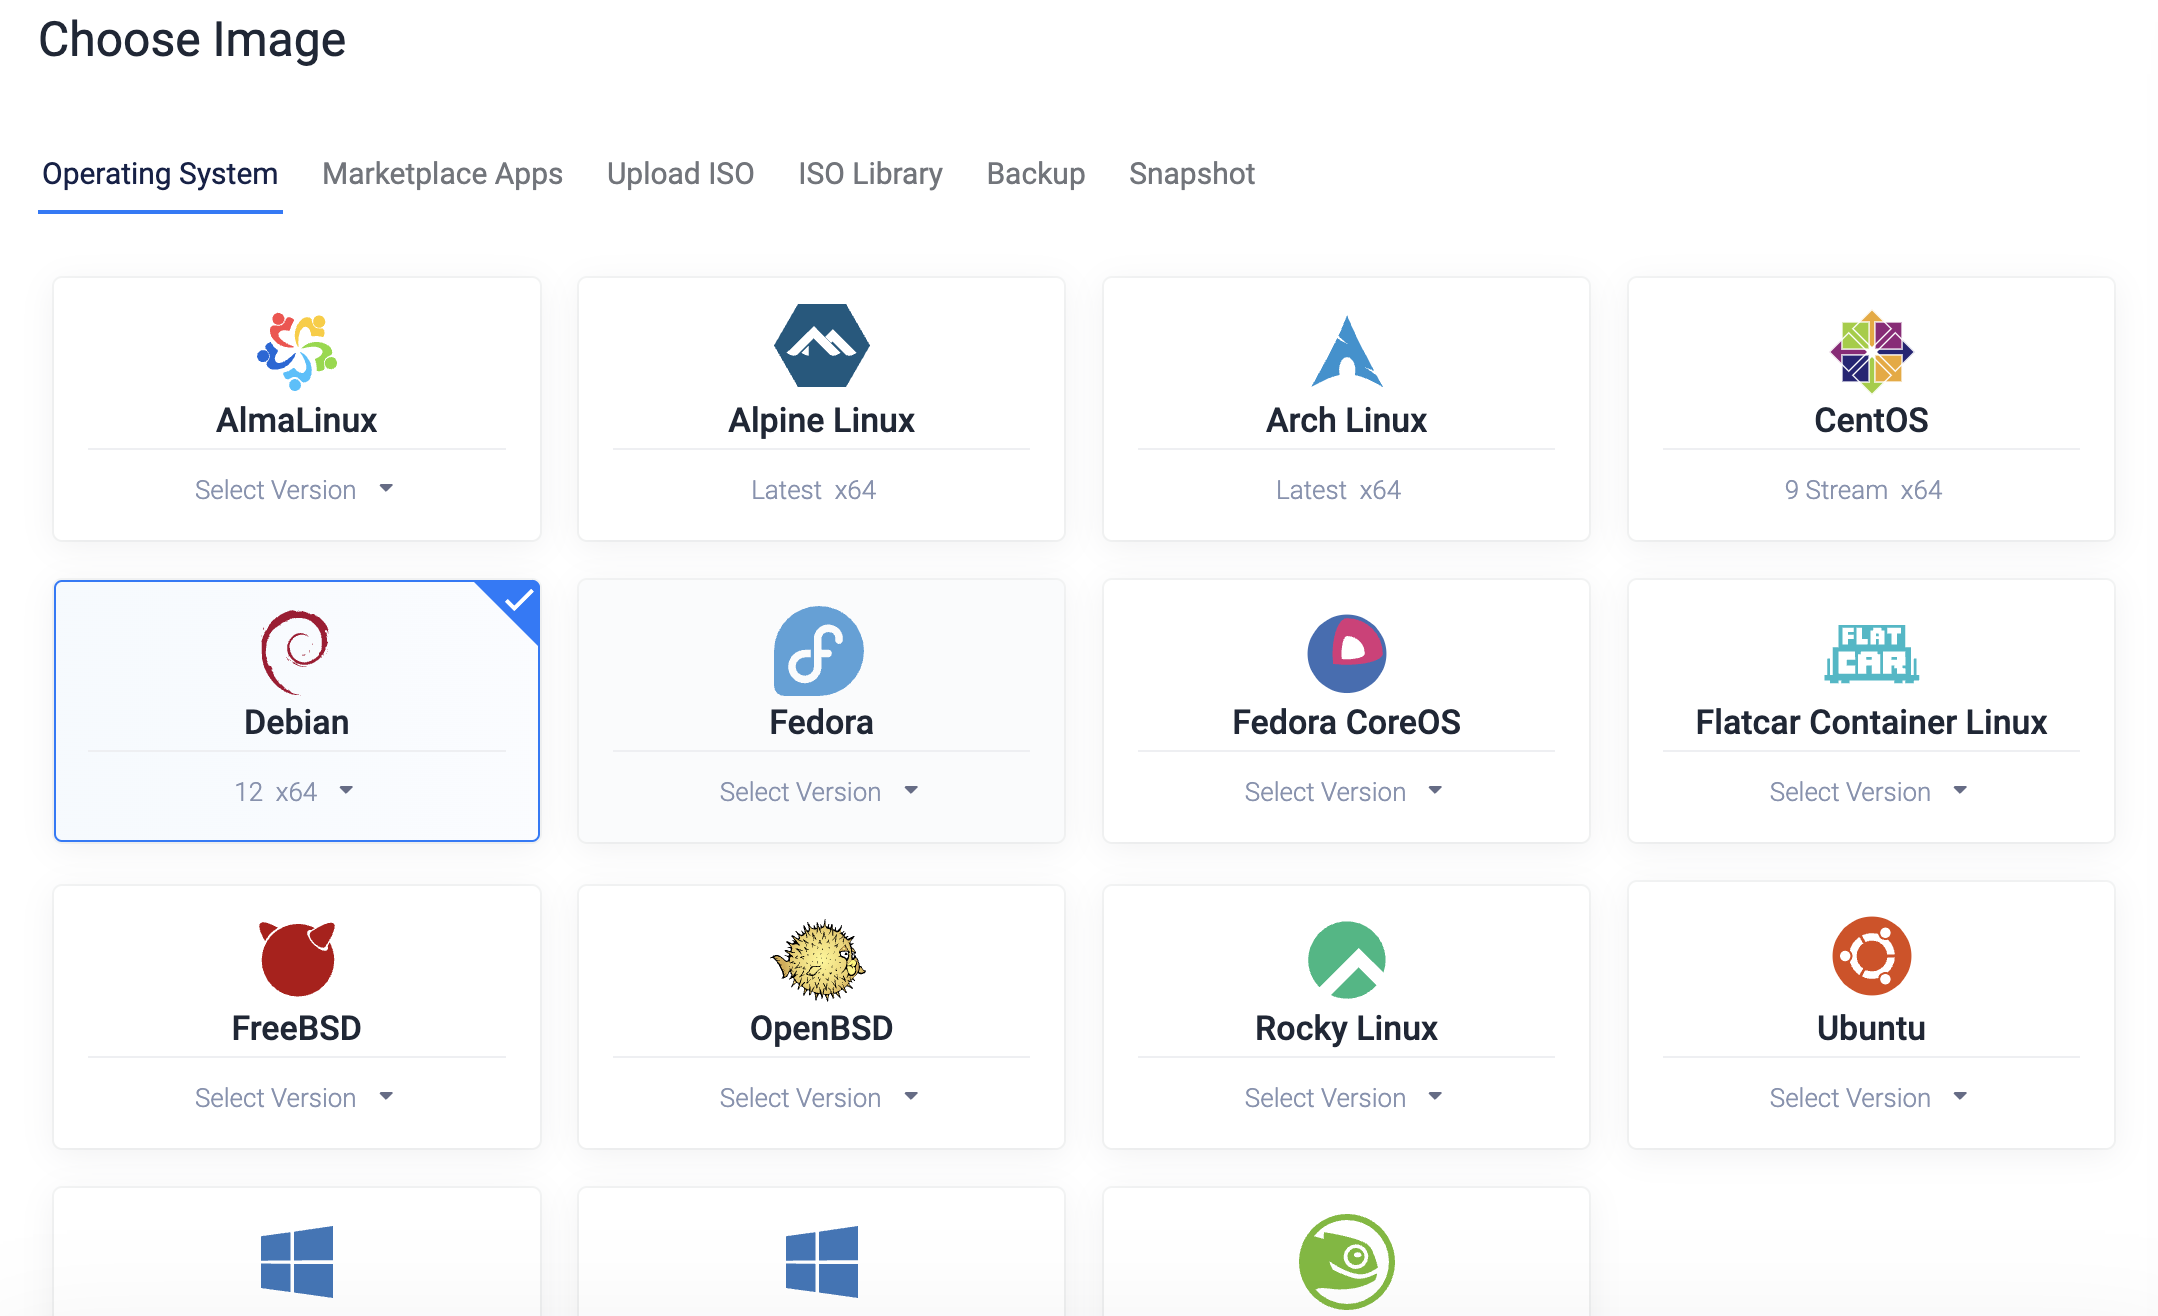 Choose Image
Operating System Marketplace Apps Upload ISO ISO Library Backup Snapshot
AlmaLinux
Select Version
Alpine Linux
Latest x64
Arch Linux
Latest x64
CentOS
9 Stream x64
Debian
12 x64
Fedora
Select Version
Fedora CoreOS
Select Version
FLAT
CAR
Flatcar Container Linux
Select Version
FreeBSD
Select Version
OpenBSD
Select Version
Rocky Linux
Select Version
Ubuntu
Select Version